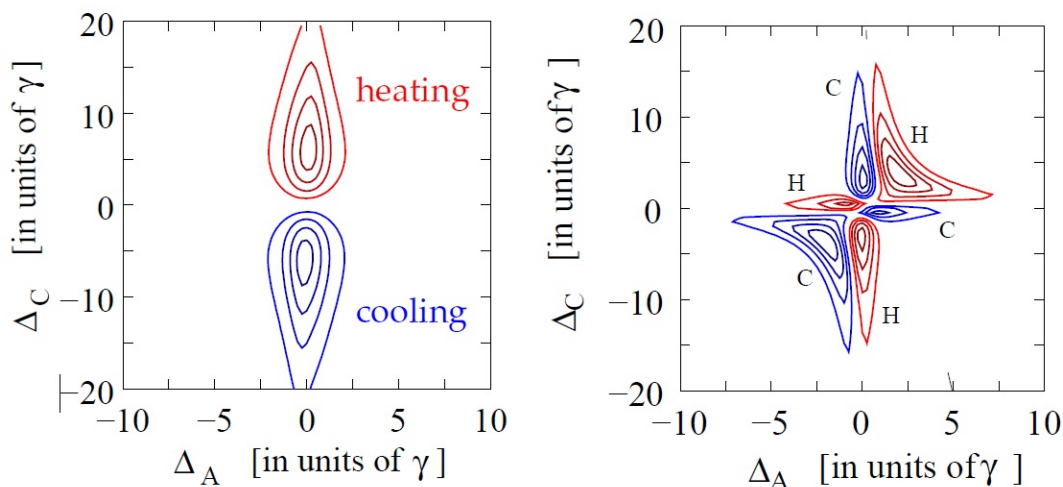 20
10
0
−10
−20
Δ_C [in units of γ]
heating
cooling
−10 −5 0 5 10
Δ_A [in units of γ]
20
10
0
−10
−20
Δ_C [in units of γ]
C
H
H
C
C
H
−10 −5 0 5 10
Δ_A [in units of γ]